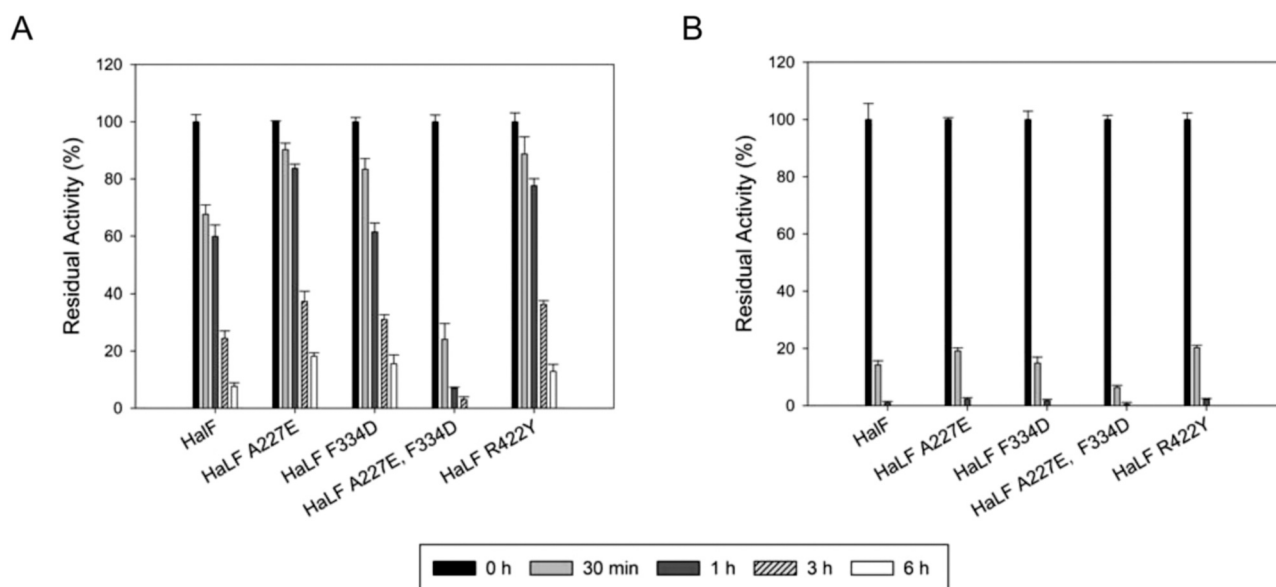 A
B
Residual Activity (%)
120
100
80
60
40
20
0
HalF
HaLF A227E
HaLF F334D
HaLF A227E, F334D
HaLF R422Y
Residual Activity (%)
120
100
80
60
40
20
0
HalF
HaLF A227E
HaLF F334D
HaLF A227E, F334D
HaLF R422Y
0 h 30 min 1 h 3 h 6 h